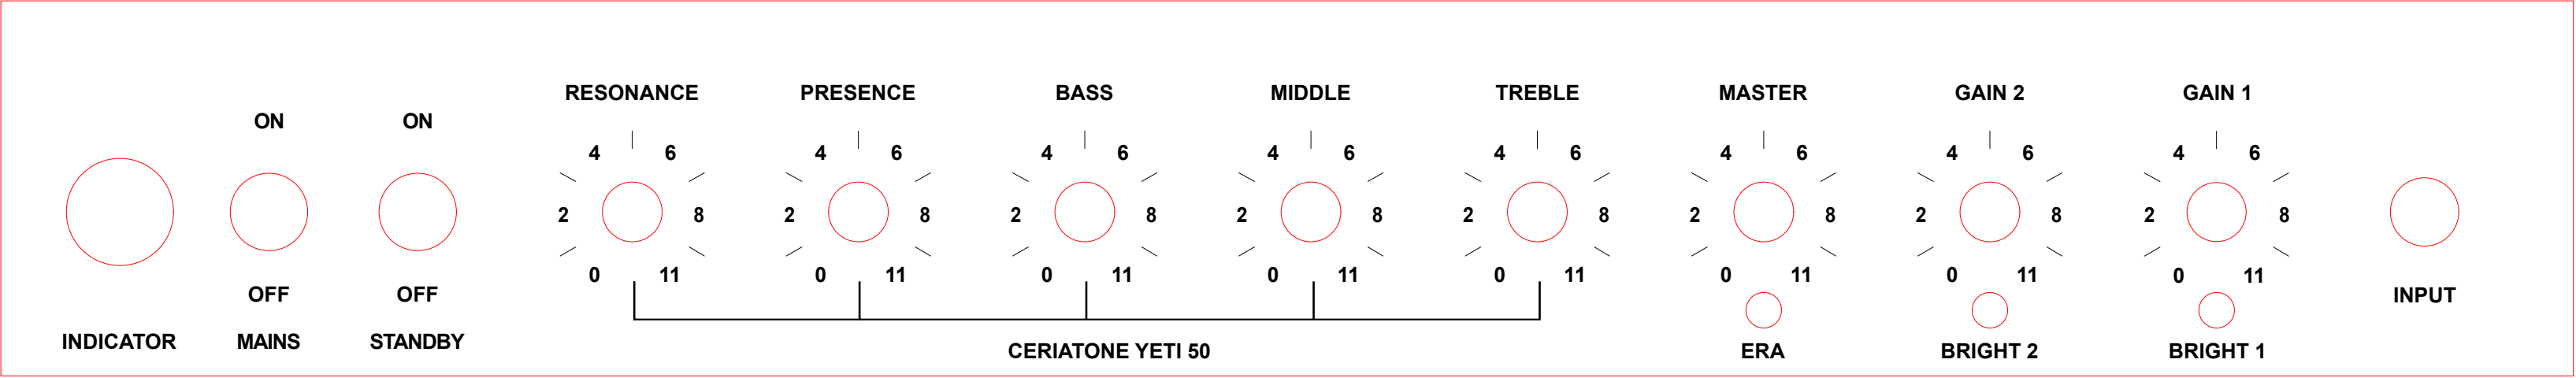 RESONANCE PRESENCE BASS MIDDLE TREBLE MASTER GAIN 2 GAIN 1
ON ON
4 6 4 6 4 6 4 6 4 6 4 6 4 6 4 6
2 8 2 8 2 8 2 8 2 8 2 8 2 8 2 8
0 11 0 11 0 11 0 11 0 11 0 11 0 11 0 11
OFF OFF INPUT
INDICATOR MAINS STANDBY CERIATONE YETI 50 ERA BRIGHT 2 BRIGHT 1